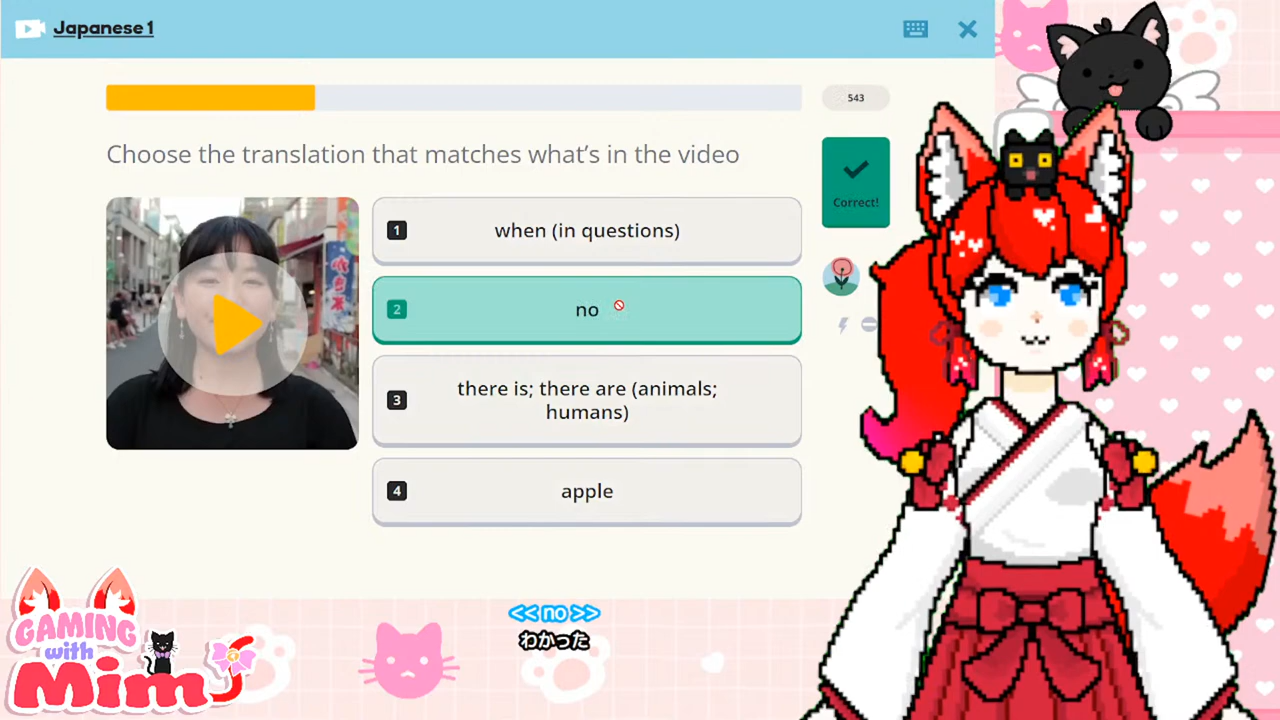 Japanese 1
543
Choose the translation that matches what's in the video
Correct!
1 when (in questions)
2 no
3 there is; there are (animals;
humans)
4 apple
<< no >>
わかった
GAMING
with
Mim